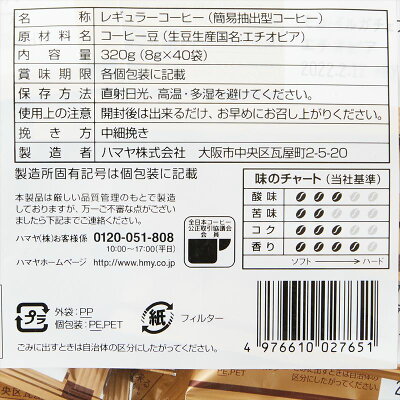 名称 レギュラーコーヒー(簡易抽出型コーヒー)
原材料名 コーヒー豆(生豆生産国名:エチオピア)
内容量 320g(8g×40袋)
賞味期限 各個包装に記載
保存方法 直射日光、高温・多湿を避けてください。
使用上の注意 開封後は出来るだけ、お早めにお召し上がりください。
挽き方 中細挽き
製造者 ハマヤ株式会社 大阪市中央区瓦屋町2-5-20
製造所固有記号は個包装に記載
本製品は厳しい品質管理のもとで製造
しておりますが、万一ご不審な点がござい
ましたら下記までご連絡ください。
ハマヤ(株)お客様係 0120-051-808
10:00〜17:00(平日)
ハマヤホームページ http://www.hmy.co.jp
全日本コーヒー
公正取引協議会
会員
味のチャート(当社基準)
酸味
苦味
コク
香り
ソフト ハード
プラ
外装:PP
個包装:PE,PET
紙
フィルター
ごみに出すときは自治体の区分にしたがってください。
4 976610 027651
PE,PET